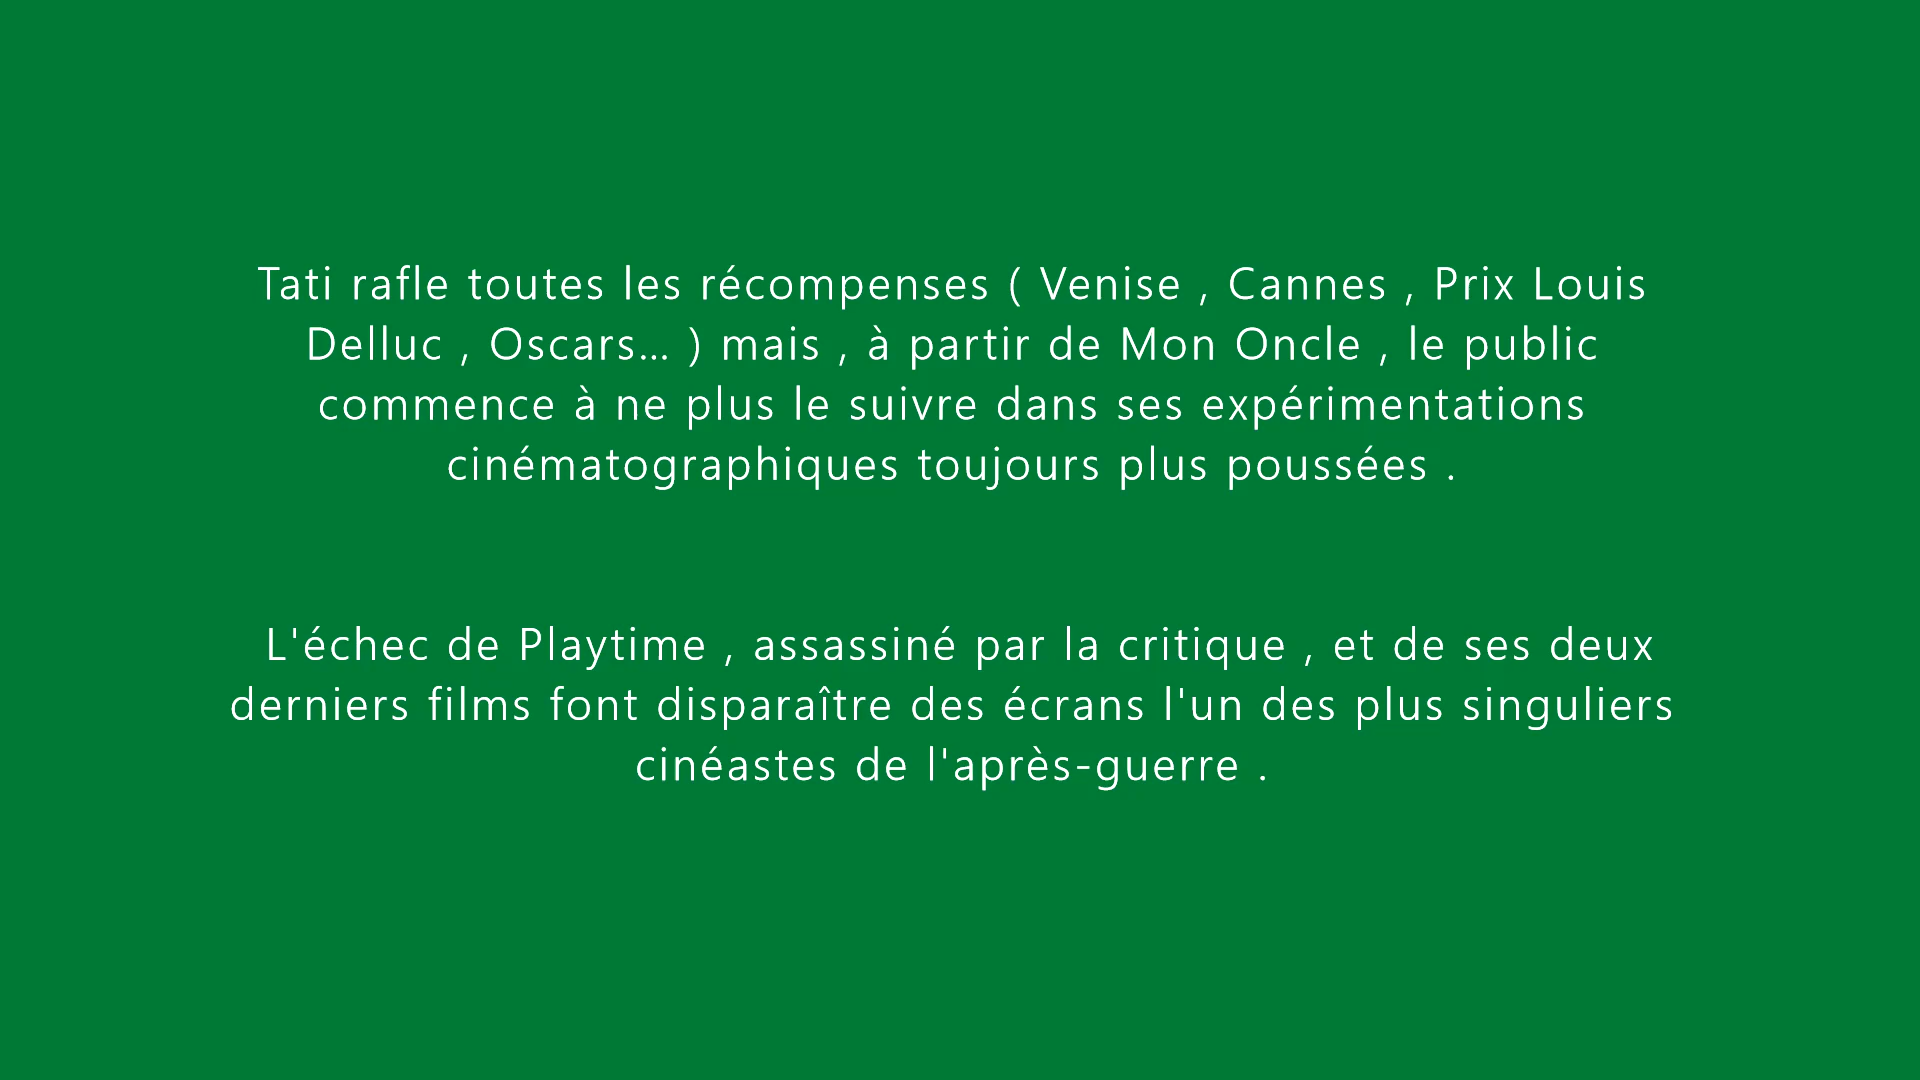 Tati rafle toutes les récompenses ( Venise , Cannes , Prix Louis
Delluc , Oscars... ) mais , à partir de Mon Oncle , le public
commence à ne plus le suivre dans ses expérimentations
cinématographiques toujours plus poussées .
L'échec de Playtime , assassiné par la critique , et de ses deux
derniers films font disparaître des écrans l'un des plus singuliers
cinéastes de l'après-guerre .